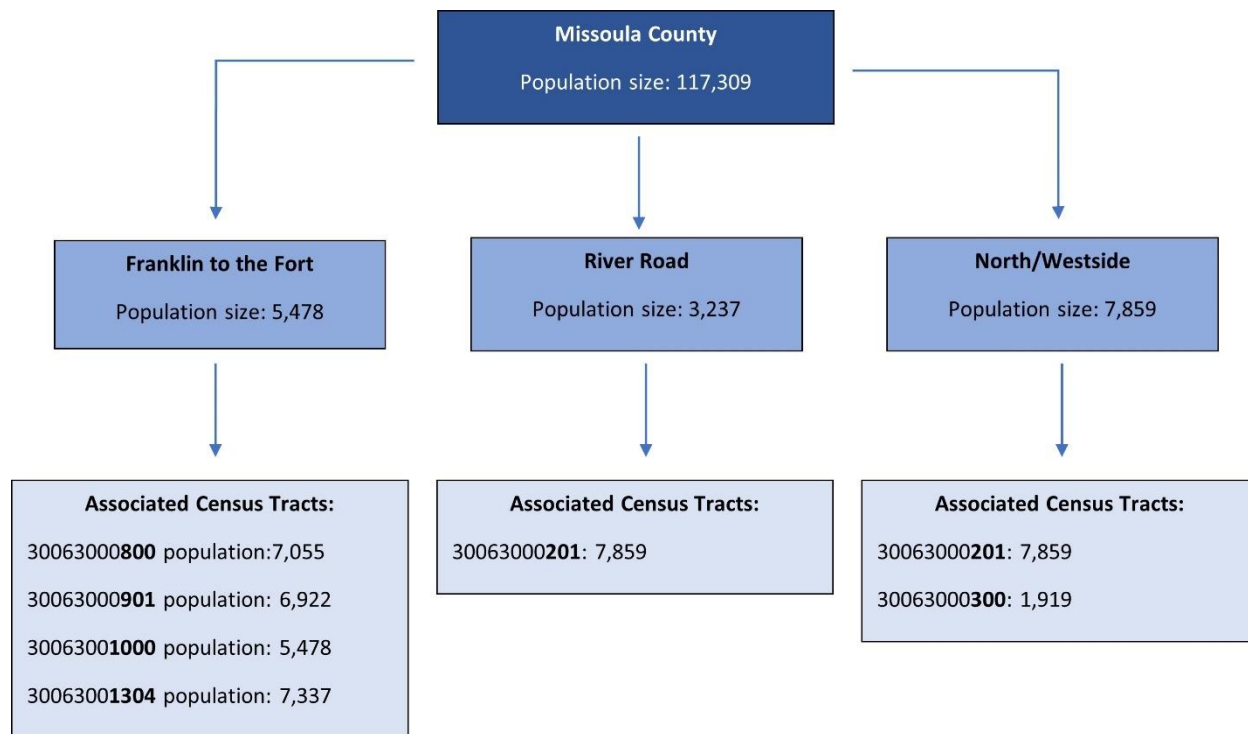 Missoula County
Population size: 117,309
Franklin to the Fort
Population size: 5,478
River Road
Population size: 3,237
North/Westside
Population size: 7,859
Associated Census Tracts:
30063000800 population:7,055
30063000901 population: 6,922
30063001000 population: 5,478
30063001304 population: 7,337
Associated Census Tracts:
30063000201: 7,859
Associated Census Tracts:
30063000201: 7,859
30063000300: 1,919